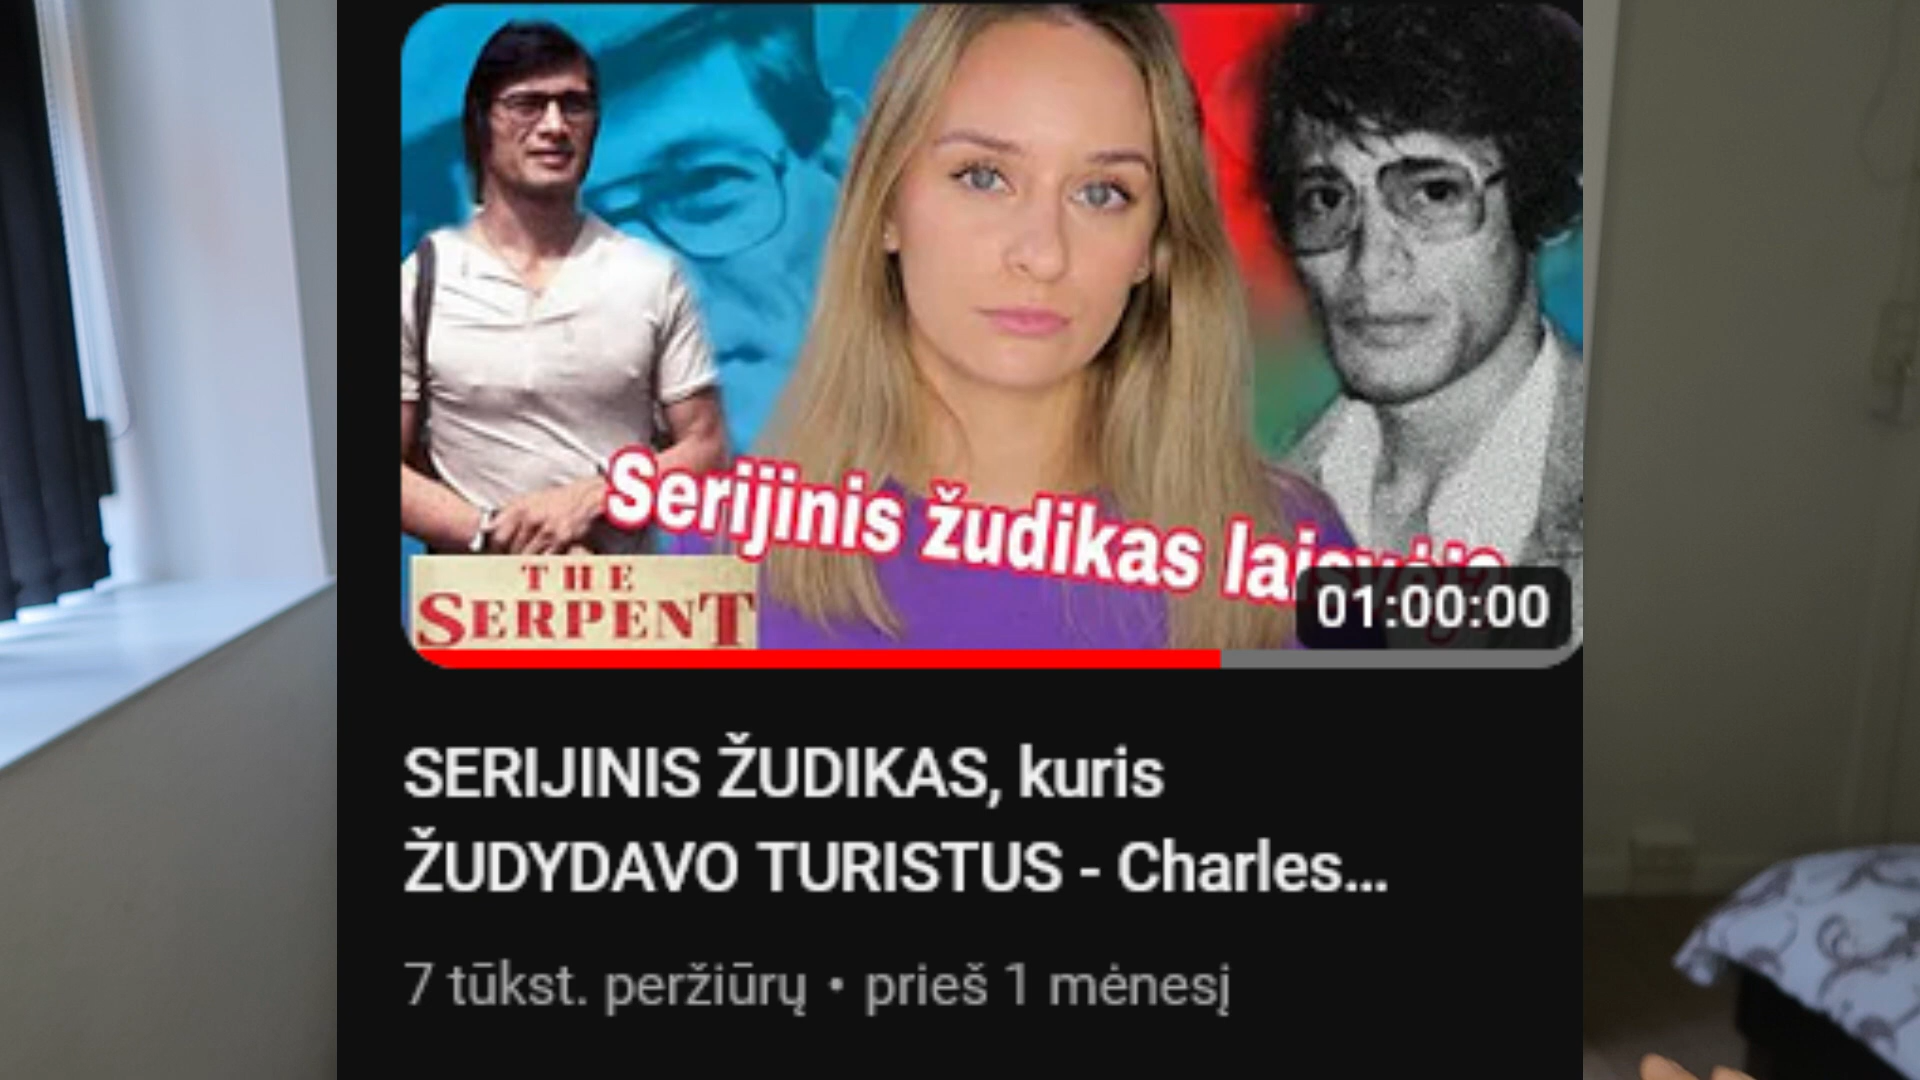 Serijinis žudikas laisvėje
THE
SERPENT
01:00:00
SERIJINIS ŽUDIKAS, kuris
ŽUDYDAVO TURISTUS - Charles...
7 tūkst. peržiūrų • prieš 1 mėnesį